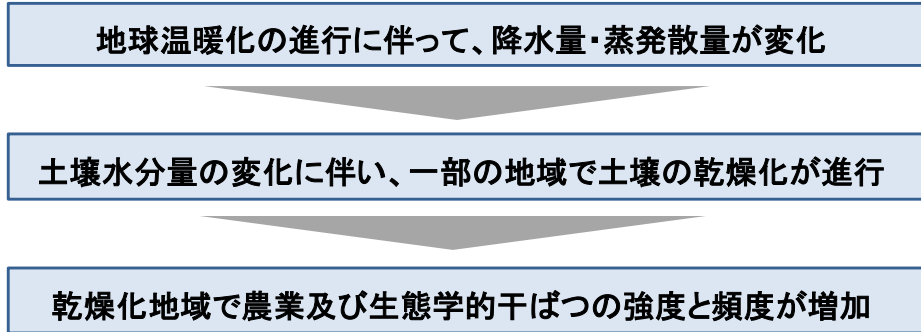 地球温暖化の進行に伴って、降水量・蒸発散量が変化
土壌水分量の変化に伴い、一部の地域で土壌の乾燥化が進行
乾燥化地域で農業及び生態学的干ばつの強度と頻度が増加